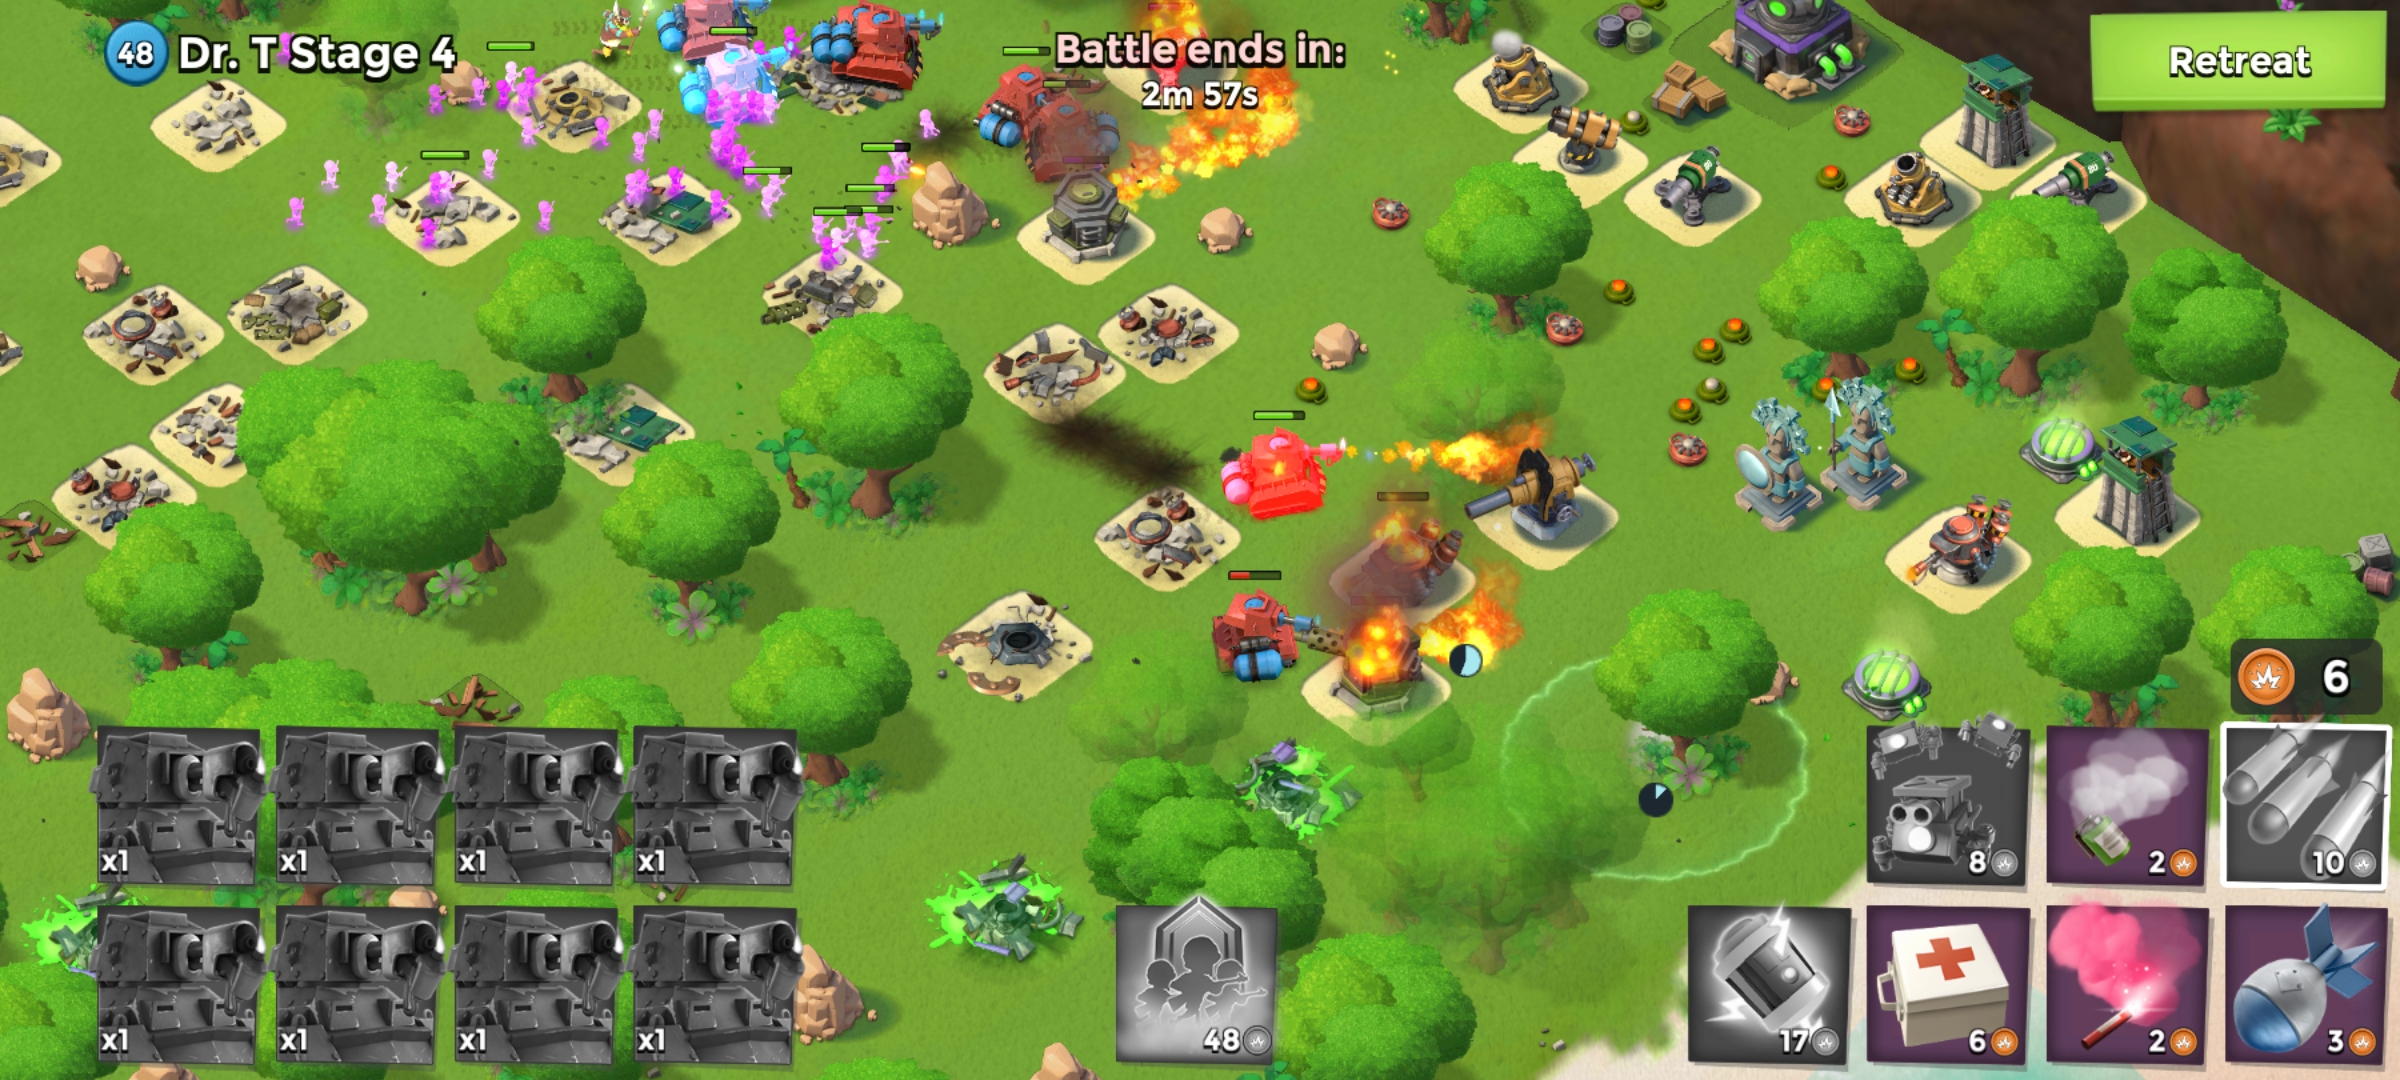 48 Dr. T Stage 4
Battle ends in:
2m 57s
Retreat
6
x1
x1
x1
x1
8
2
10
x1
x1
x1
x1
48
17
6
2
3